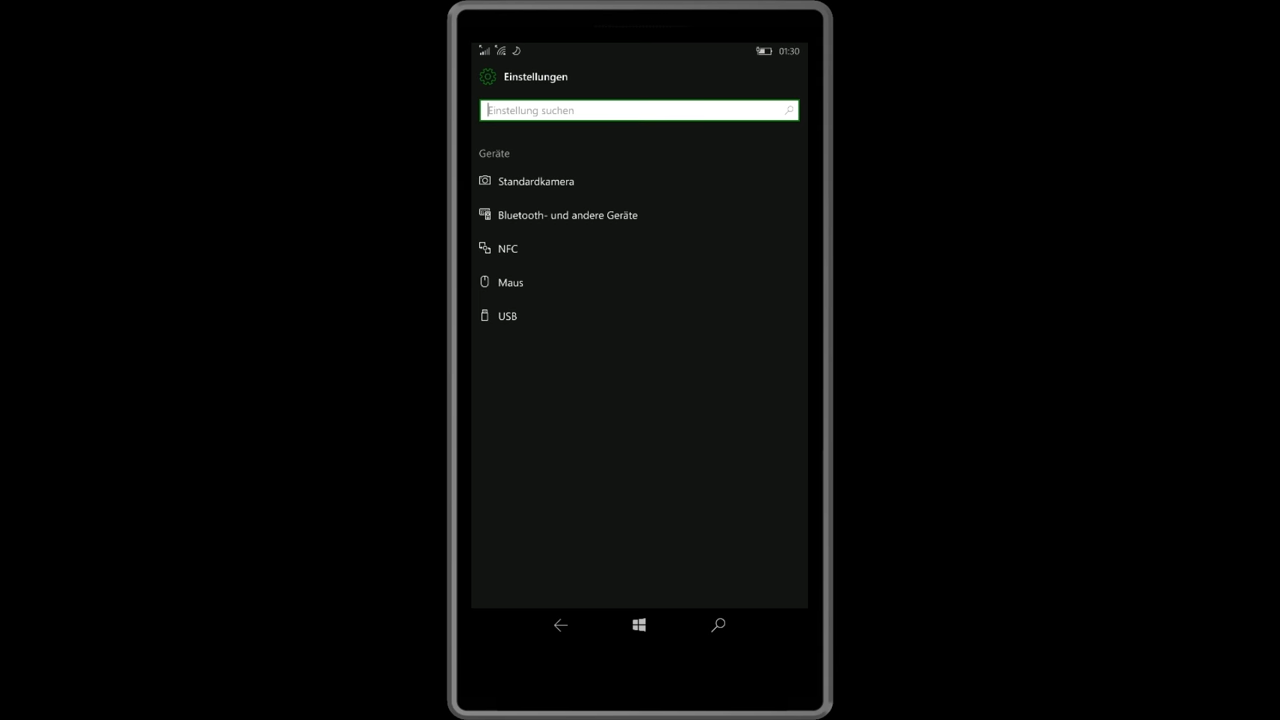 01:30
Einstellungen
Einstellung suchen
Geräte
Standardkamera
Bluetooth- und andere Geräte
NFC
Maus
USB